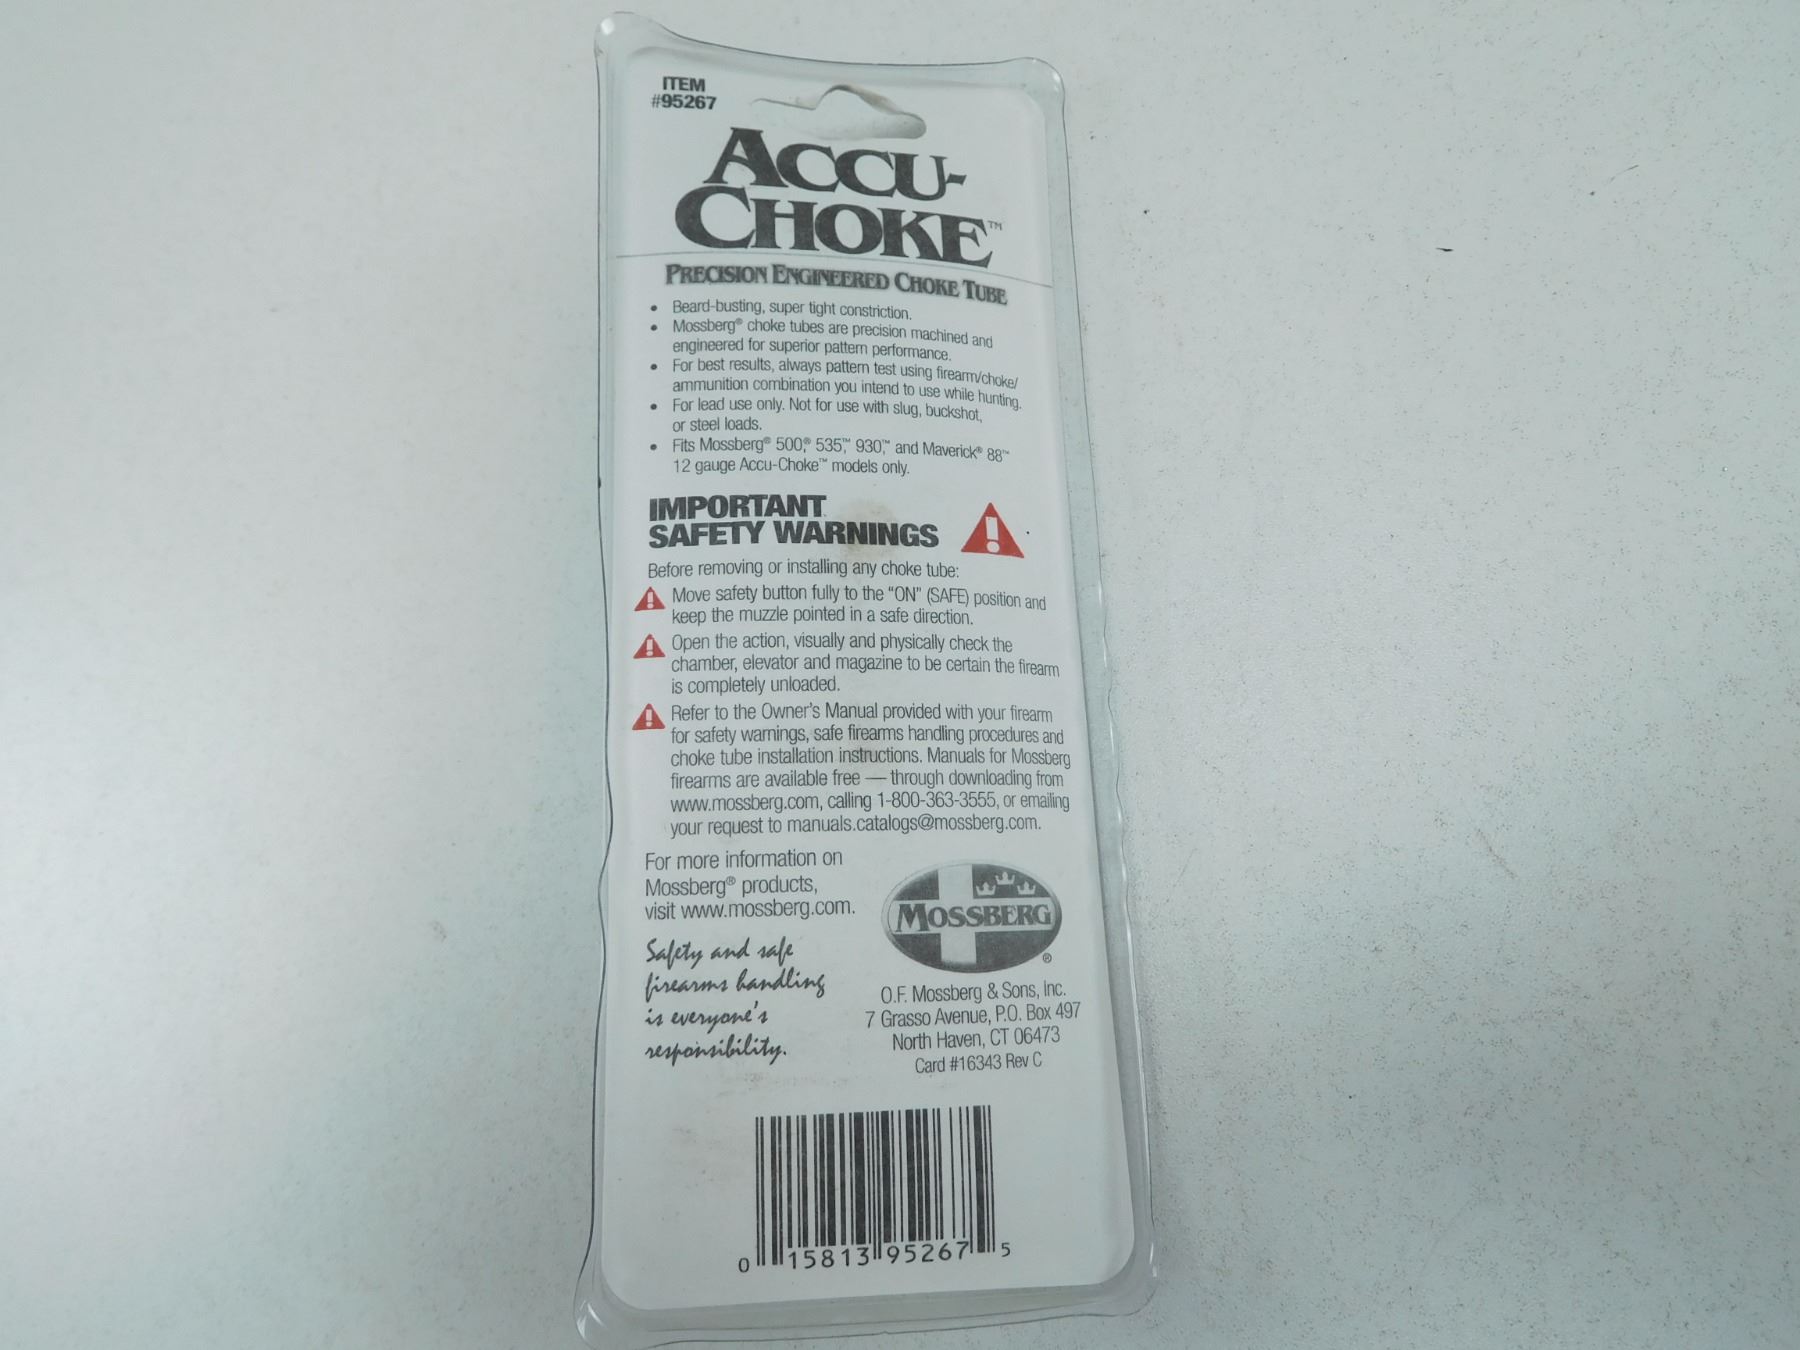 ITEM
#95267
ACCU-
CHOKE™
PRECISION ENGINEERED CHOKE TUBE
• Beard-busting, super tight constriction.
• Mossberg® choke tubes are precision machined and
engineered for superior pattern performance.
• For best results, always pattern test using firearm/choke/
ammunition combination you intend to use while hunting.
• For lead use only. Not for use with slug, buckshot,
or steel loads.
• Fits Mossberg® 500®, 535™, 930™, and Maverick® 88™
12 gauge Accu-Choke™ models only.
IMPORTANT
SAFETY WARNINGS
Before removing or installing any choke tube:
Move safety button fully to the “ON” (SAFE) position and
keep the muzzle pointed in a safe direction.
Open the action, visually and physically check the
chamber, elevator and magazine to be certain the firearm
is completely unloaded.
Refer to the Owner's Manual provided with your firearm
for safety warnings, safe firearms handling procedures and
choke tube installation instructions. Manuals for Mossberg
firearms are available free — through downloading from
www.mossberg.com, calling 1-800-363-3555, or emailing
your request to manuals.catalogs@mossberg.com.
For more information on
Mossberg® products,
visit www.mossberg.com.
Safety and safe
firearms handling
is everyone's
responsibility.
MOSSBERG®
O.F. Mossberg & Sons, Inc.
7 Grasso Avenue, P.O. Box 497
North Haven, CT 06473
Card #16343 Rev C
0 15813 95267 5